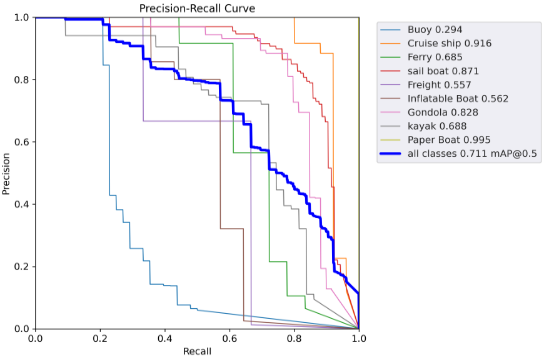 Precision-Recall Curve
1.0
0.8
0.6
0.4
0.2
0.0
Precision
0.0 0.2 0.4 0.6 0.8 1.0
Recall
Buoy 0.294
Cruise ship 0.916
Ferry 0.685
sail boat 0.871
Freight 0.557
Inflatable Boat 0.562
Gondola 0.828
kayak 0.688
Paper Boat 0.995
all classes 0.711 mAP@0.5